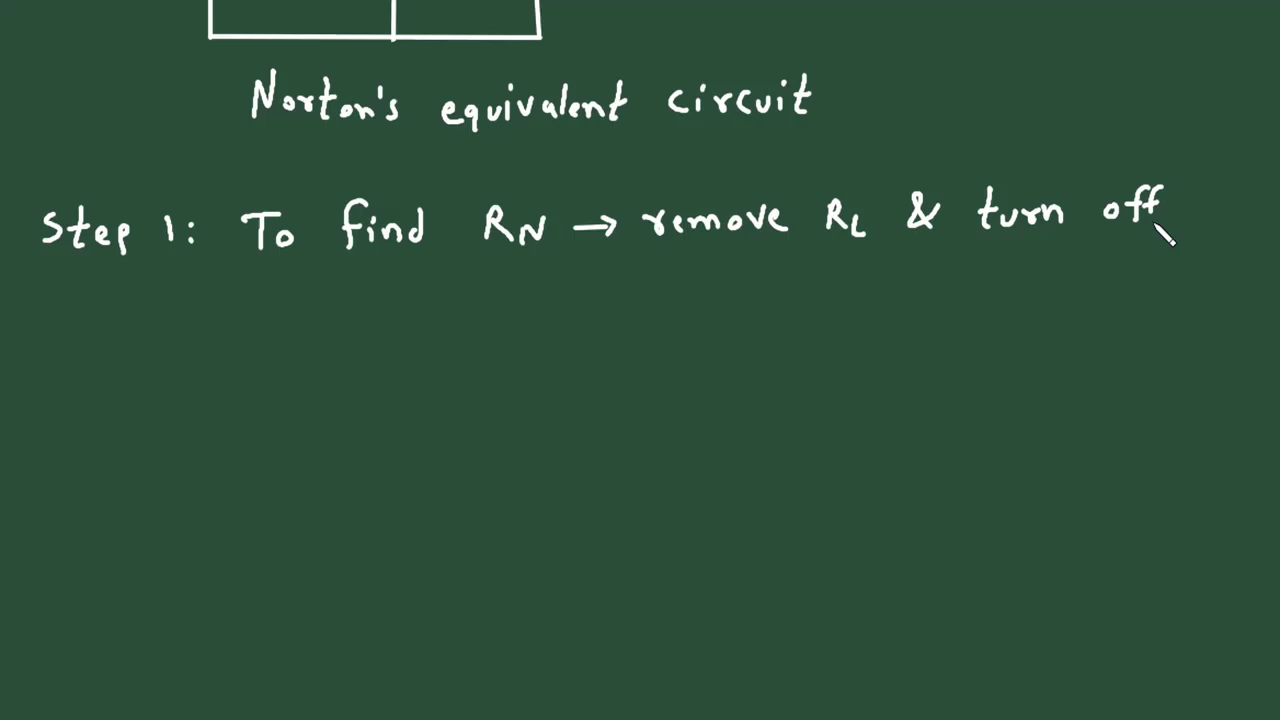 Norton's equivalent circuit
Step 1: To find RN → remove RL & turn off